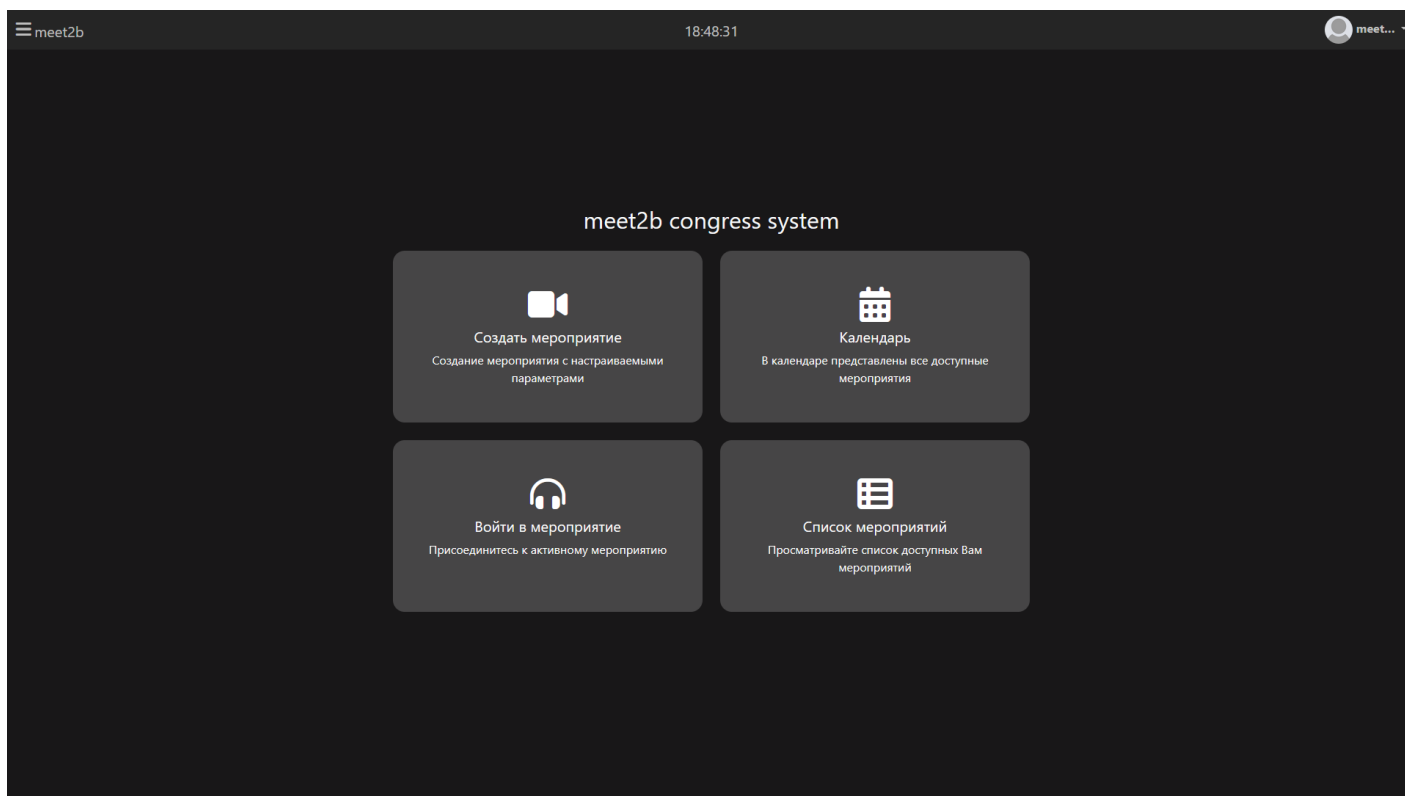 meet2b
18:48:31
meet...
meet2b congress system
Создать мероприятие
Создание мероприятия с настраиваемыми
параметрами
Календарь
В календаре представлены все доступные
мероприятия
Войти в мероприятие
Присоединитесь к активному мероприятию
Список мероприятий
Просматривайте список доступных Вам
мероприятий